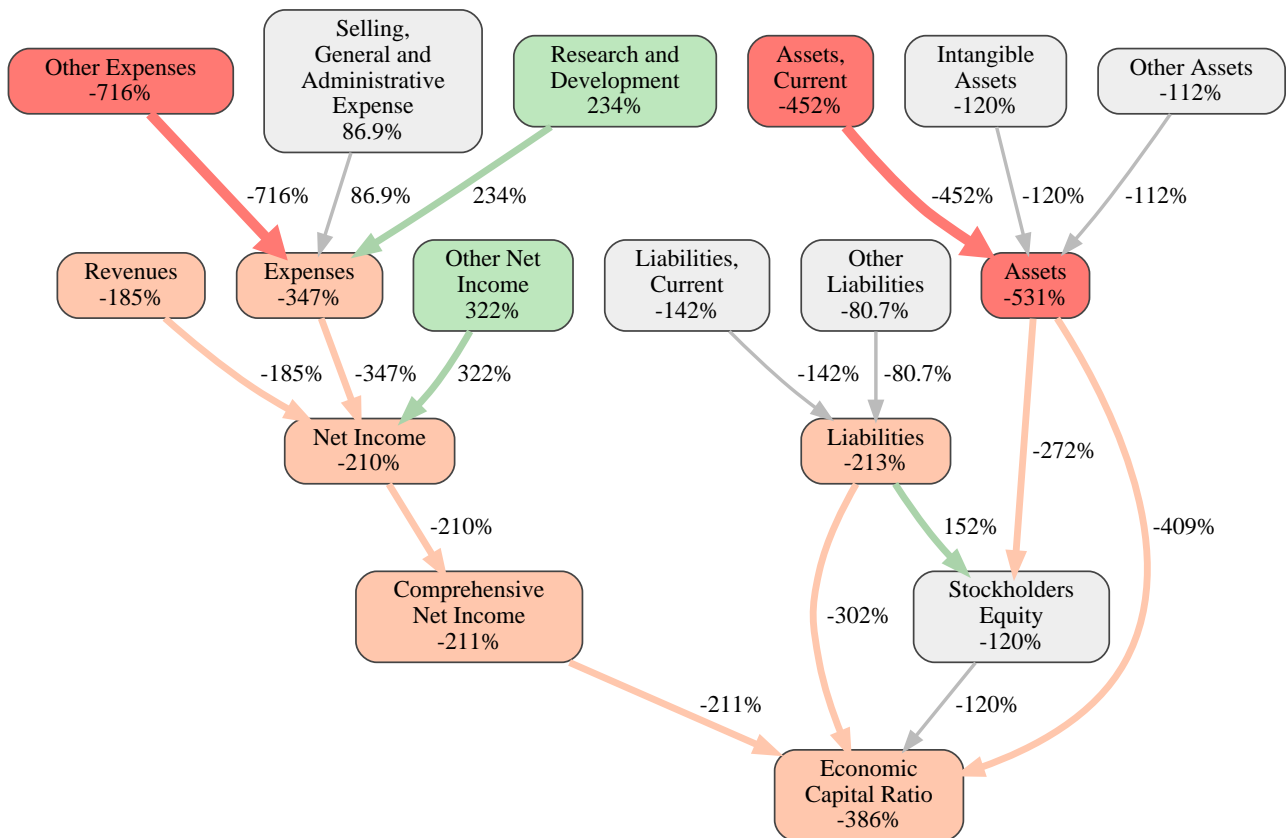 Other Expenses
-716%
Selling,
General and
Administrative
Expense
86.9%
Research and
Development
234%
Assets,
Current
-452%
Intangible
Assets
-120%
Other Assets
-112%
-716%
86.9%
234%
-452%
-120%
-112%
Revenues
-185%
Expenses
-347%
Other Net
Income
322%
Liabilities,
Current
-142%
Other
Liabilities
-80.7%
Assets
-531%
-185%
-347%
322%
-142%
-80.7%
Net Income
-210%
Liabilities
-213%
-272%
-210%
152%
-409%
Comprehensive
Net Income
-211%
-302%
Stockholders
Equity
-120%
-211%
-120%
Economic
Capital Ratio
-386%